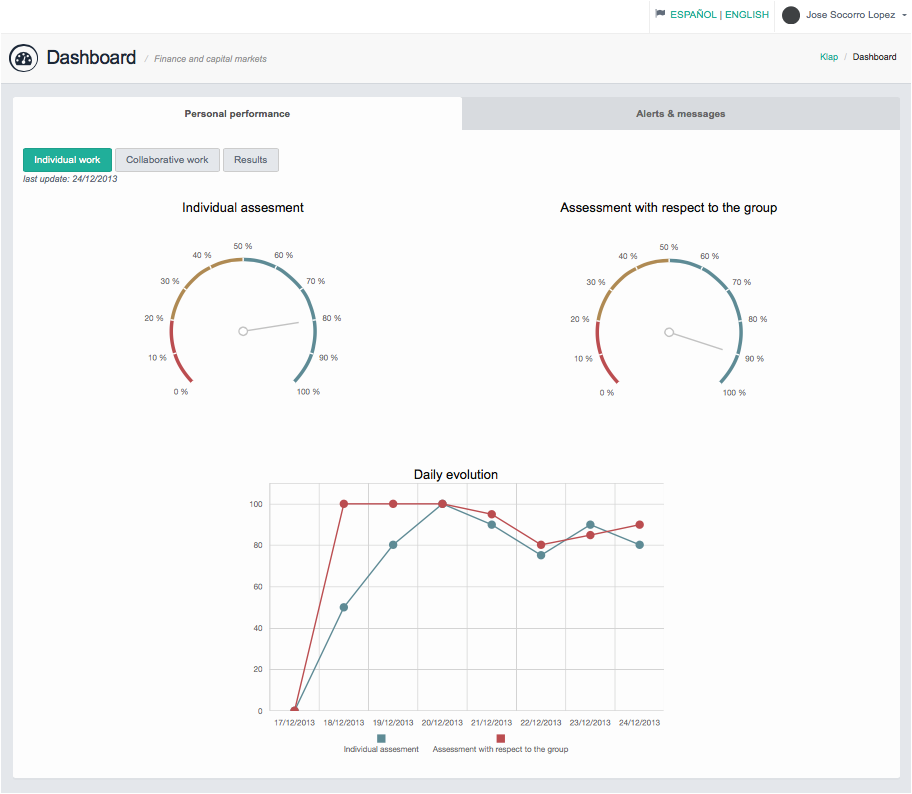 ESPAÑOL | ENGLISH
Jose Socorro Lopez
Dashboard / Finance and capital markets
Klap / Dashboard
Personal performance
Alerts & messages
Individual work
Collaborative work
Results
last update: 24/12/2013
Individual assesment
0 %
10 %
20 %
30 %
40 %
50 %
60 %
70 %
80 %
90 %
100 %
Assessment with respect to the group
0 %
10 %
20 %
30 %
40 %
50 %
60 %
70 %
80 %
90 %
100 %
Daily evolution
100
80
60
40
20
0
17/12/2013 18/12/2013 19/12/2013 20/12/2013 21/12/2013 22/12/2013 23/12/2013 24/12/2013
Individual assesment
Assessment with respect to the group